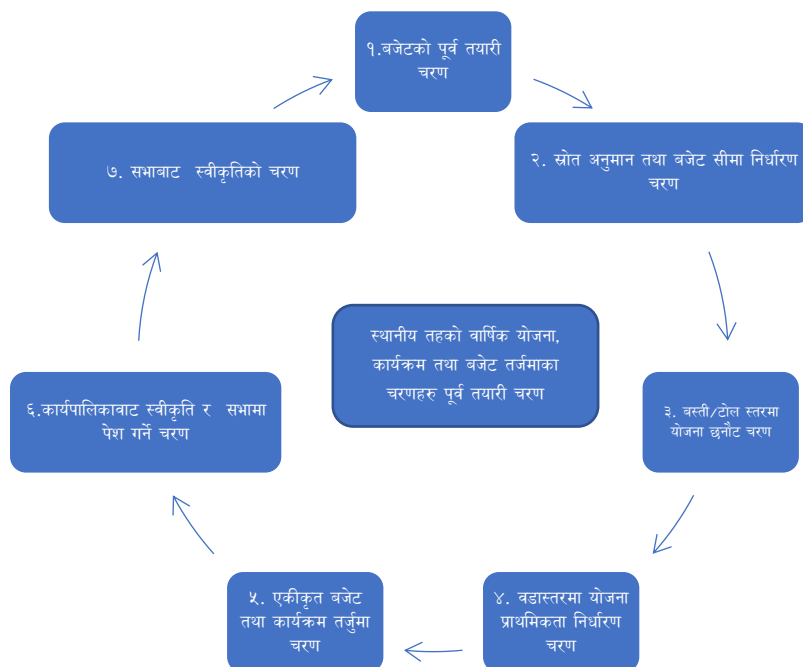 १.बजेटको पूर्व तयारी
चरण
२. स्रोत अनुमान तथा बजेट सीमा निर्धारण
चरण
३. बस्ती/टोल स्तरमा
योजना छनौट चरण
४. वडास्तरमा योजना
प्राथमिकता निर्धारण
चरण
५. एकीकृत बजेट
तथा कार्यक्रम तर्जुमा
चरण
६.कार्यपालिकावाट स्वीकृति र सभामा
पेश गर्ने चरण
७. सभाबाट स्वीकृतिको चरण
स्थानीय तहको वार्षिक योजना,
कार्यक्रम तथा बजेट तर्जमाका
चरणहरु पूर्व तयारी चरण